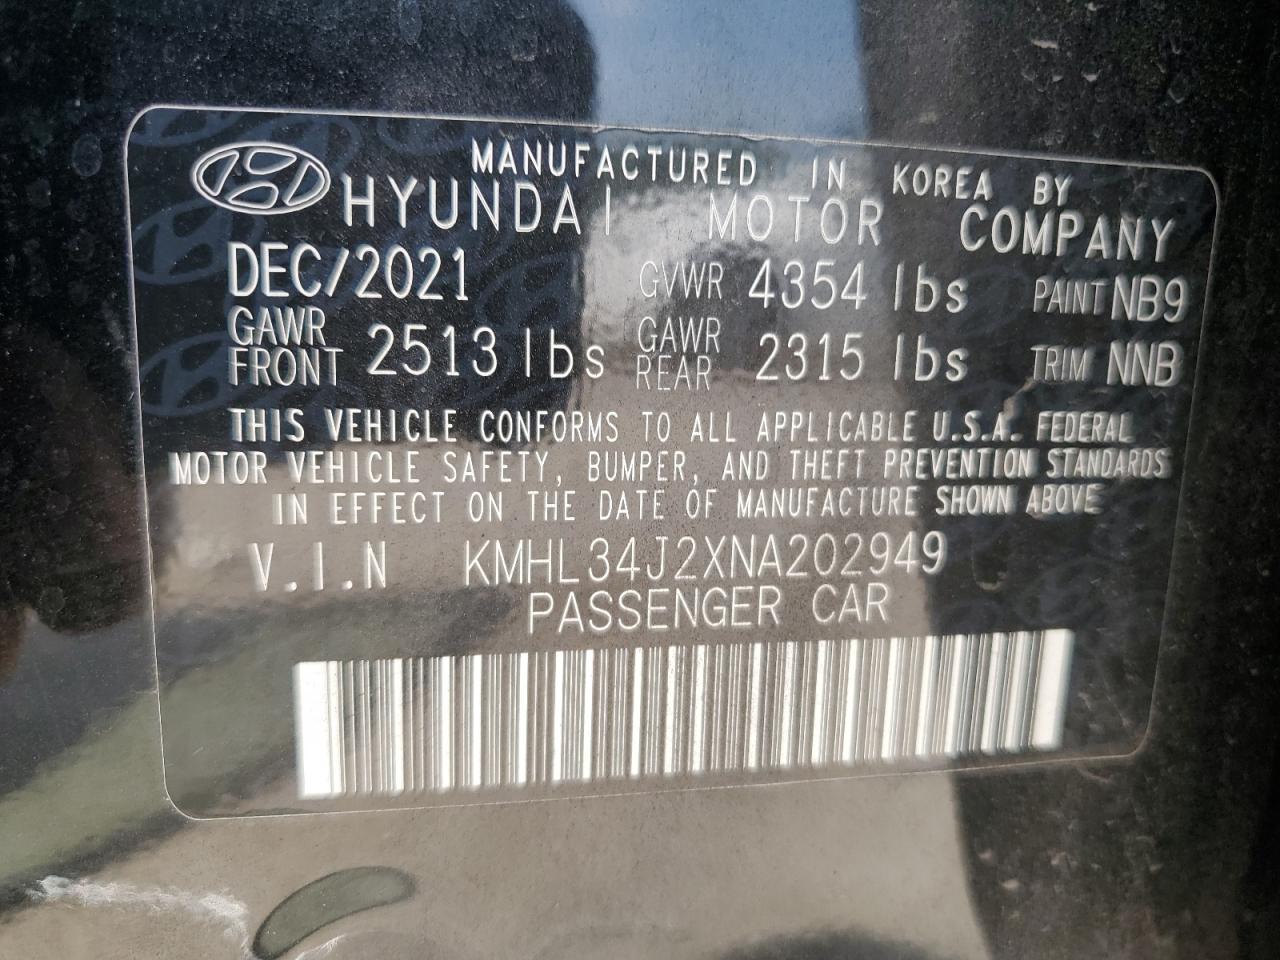 MANUFACTURED IN KOREA BY
HYUNDAI MOTOR COMPANY
DEC/2021 GVWR 4354 lbs PAINT NB9
GAWR FRONT 2513 lbs GAWR REAR 2315 lbs TRIM NNB
THIS VEHICLE CONFORMS TO ALL APPLICABLE U.S.A. FEDERAL
MOTOR VEHICLE SAFETY, BUMPER, AND THEFT PREVENTION STANDARDS
IN EFFECT ON THE DATE OF MANUFACTURE SHOWN ABOVE
V.I.N KMHL34J2XNA202949
PASSENGER CAR